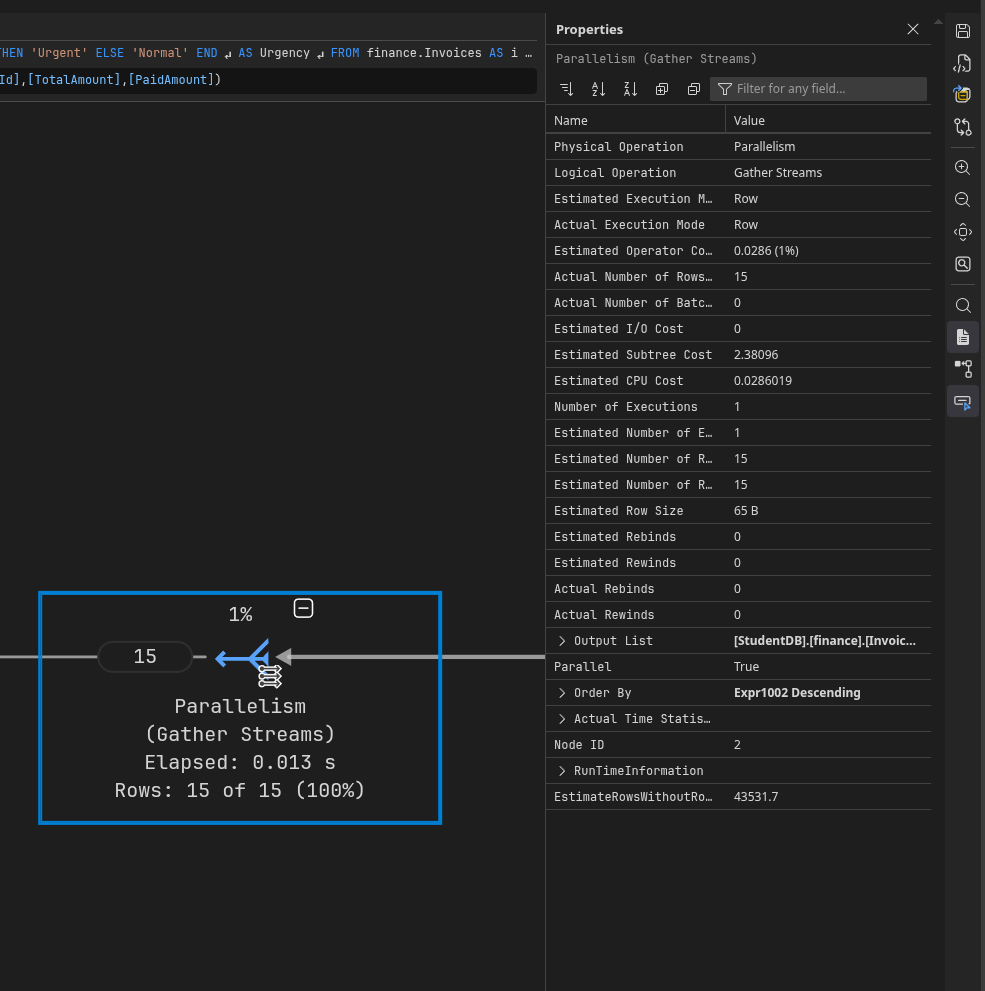 HEN 'Urgent' ELSE 'Normal' END ↲ AS Urgency ↲ FROM finance.Invoices AS i …
Id],[TotalAmount],[PaidAmount])
1%
15
Parallelism
(Gather Streams)
Elapsed: 0.013 s
Rows: 15 of 15 (100%)
Properties
Parallelism (Gather Streams)
Filter for any field...
Name Value
Physical Operation Parallelism
Logical Operation Gather Streams
Estimated Execution M… Row
Actual Execution Mode Row
Estimated Operator Co… 0.0286 (1%)
Actual Number of Rows… 15
Actual Number of Batc… 0
Estimated I/O Cost 0
Estimated Subtree Cost 2.38096
Estimated CPU Cost 0.0286019
Number of Executions 1
Estimated Number of E… 1
Estimated Number of R… 15
Estimated Number of R… 15
Estimated Row Size 65 B
Estimated Rebinds 0
Estimated Rewinds 0
Actual Rebinds 0
Actual Rewinds 0
Output List [StudentDB].[finance].[Invoic...
Parallel True
Order By Expr1002 Descending
Actual Time Statis…
Node ID 2
RunTimeInformation
EstimateRowsWithoutRo… 43531.7